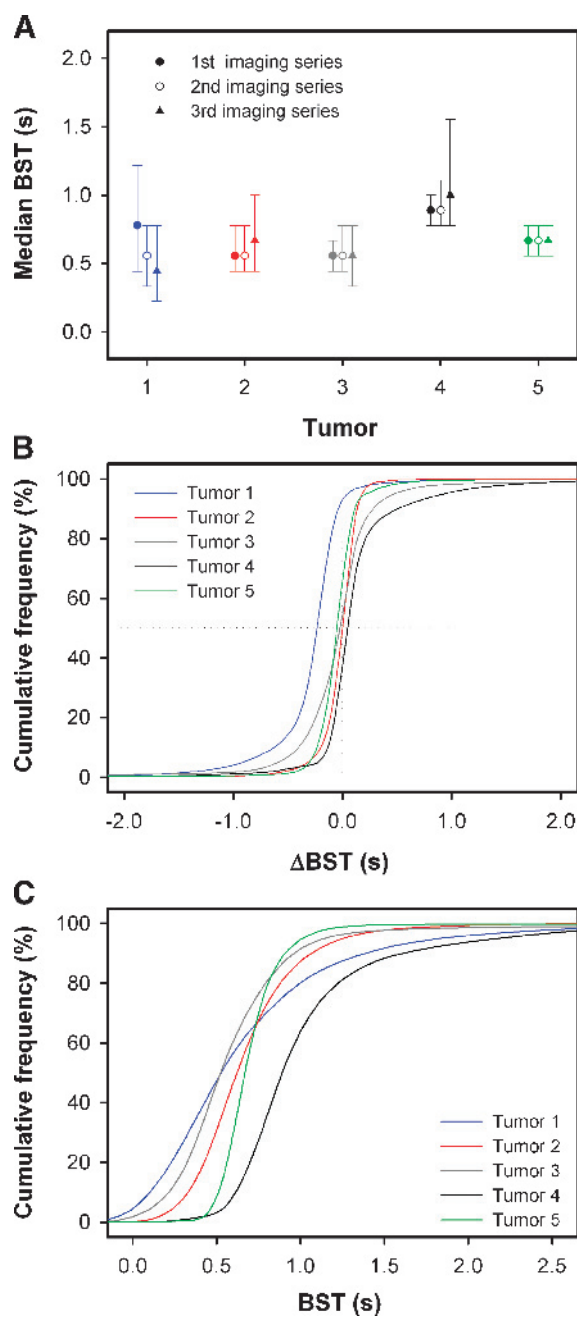 A
Median BST (s)
2.0
1.5
1.0
0.5
0.0
1st imaging series
2nd imaging series
3rd imaging series
1 2 3 4 5
Tumor
B
Cumulative frequency (%)
100
80
60
40
20
0
Tumor 1
Tumor 2
Tumor 3
Tumor 4
Tumor 5
-2.0 -1.0 0.0 1.0 2.0
ΔBST (s)
C
Cumulative frequency (%)
100
80
60
40
20
0
Tumor 1
Tumor 2
Tumor 3
Tumor 4
Tumor 5
0.0 0.5 1.0 1.5 2.0 2.5
BST (s)